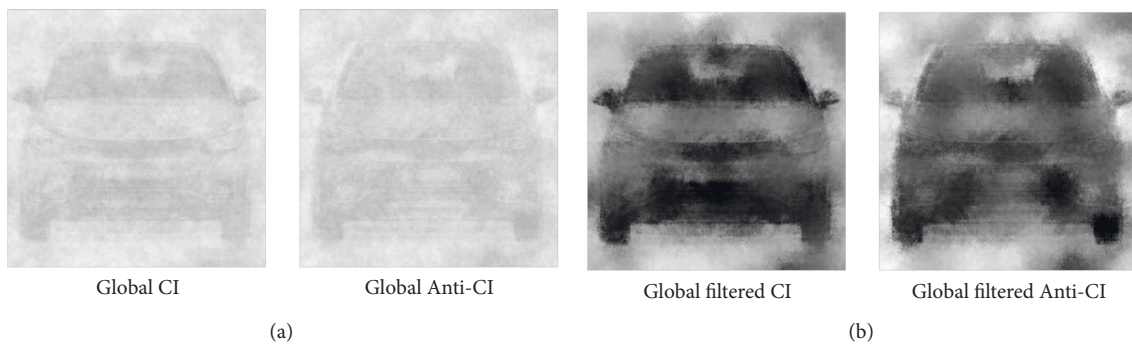 Global CI
Global Anti-CI
Global filtered CI
Global filtered Anti-CI
(a)
(b)